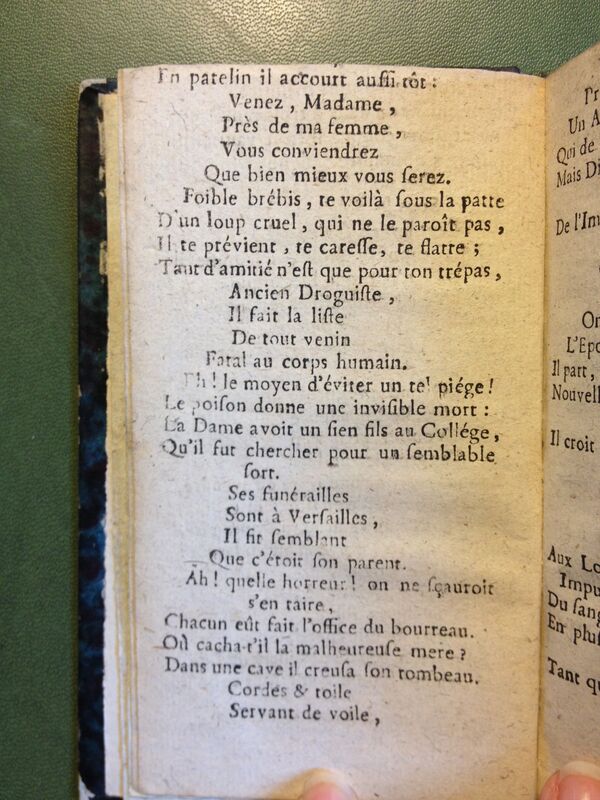 En patelin il accourt auſſi tôt :
Venez , Madame ,
Près de ma femme ,
Vous conviendrez
Que bien mieux vous ſerez.
Foible brébis, te voilà ſous la patte
D'un loup cruel, qui ne le paroît pas ,
Il te prévient , te careſſe, te flatte ;
Tant d'amitié n'eſt que pour ton trépas ,
Ancien Droguiſte ,
Il fait la liſte
De tout venin
Fatal au corps humain.
Eh ! le moyen d'éviter un tel piége !
Le poiſon donne une inviſible mort :
La Dame avoit un ſien fils au Collége ,
Qu'il fut chercher pour un ſemblable
ſort.
Ses funérailles
Sont à Verſailles ,
Il fit ſemblant
Que c'étoit ſon parent.
Ah ! quelle horreur ! on ne ſçauroit
s'en taire ,
Chacun eût fait l'office du bourreau.
Où cacha-t'il la malheureuſe mere ?
Dans une cave il creuſa ſon tombeau.
Cordes & toile
Servant de voile ,
Un A
Qui de
Mais Di
De l'Im
On
L'Epo
Il part ,
Nouvell
Il croit
Aux Lo
Impu
Du ſang
En pluſ
Tant qu